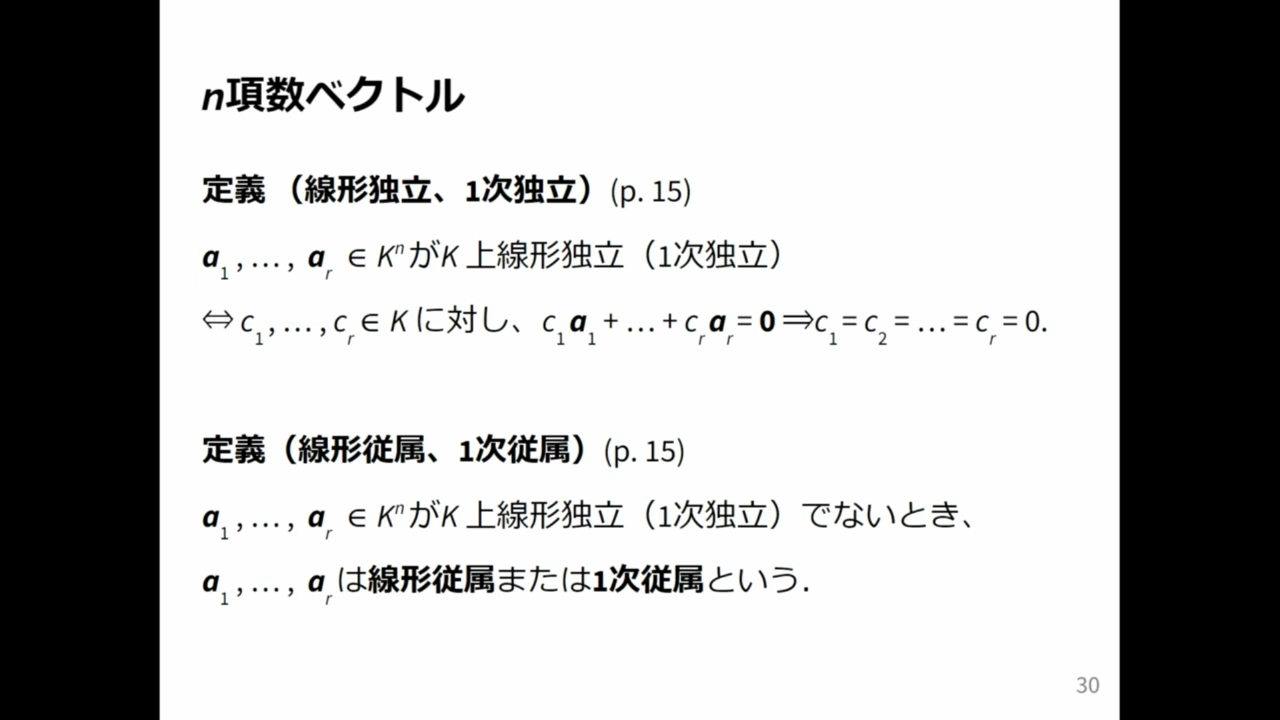 n項数ベクトル
定義 （線形独立、1次独立）(p. 15)
a₁ , … , aᵣ ∈ Kⁿ がK 上線形独立（1次独立）
⇔ c₁ , … , cᵣ ∈ K に対し、c₁a₁ + … + cᵣaᵣ = 0 ⇒c₁ = c₂ = … = cᵣ = 0.
定義（線形従属、1次従属）(p. 15)
a₁ , … , aᵣ ∈ Kⁿ がK 上線形独立（1次独立）でないとき、
a₁ , … , aᵣ は線形従属または1次従属という.
30